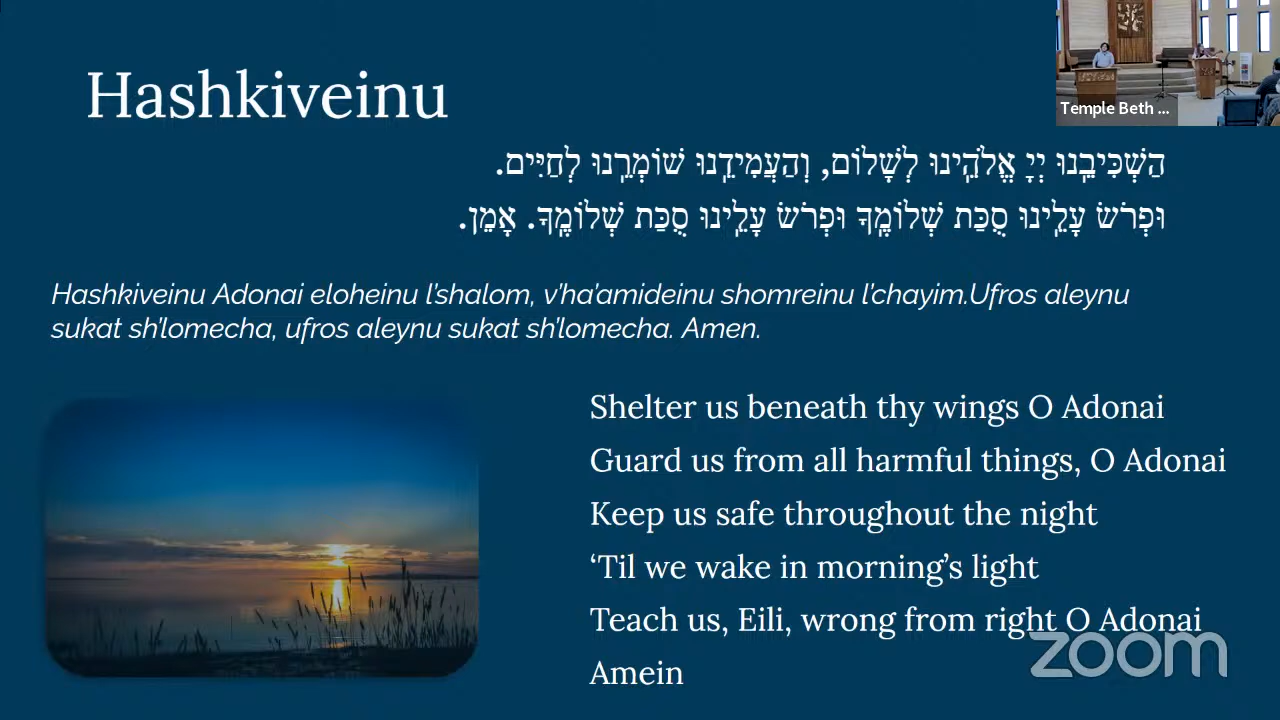 Hashkiveinu
Temple Beth ...
הַשְׁכִּיבֵֽנוּ יְיָ אֱלֹהֵֽינוּ לְשָׁלוֹם, וְהַעֲמִידֵֽנוּ שׁוֹמְרֵֽנוּ לְחַיִּים.
וּפְרֹשׂ עָלֵֽינוּ סֻכַּת שְׁלוֹמֶֽךָ וּפְרֹשׂ עָלֵֽינוּ סֻכַּת שְׁלוֹמֶֽךָ. אָמֵן.
Hashkiveinu Adonai eloheinu l’shalom, v’ha’amideinu shomreinu l’chayim.Ufros aleynu
sukat sh’lomecha, ufros aleynu sukat sh’lomecha. Amen.
Shelter us beneath thy wings O Adonai
Guard us from all harmful things, O Adonai
Keep us safe throughout the night
‘Til we wake in morning’s light
Teach us, Eili, wrong from right O Adonai
Amein
zoom